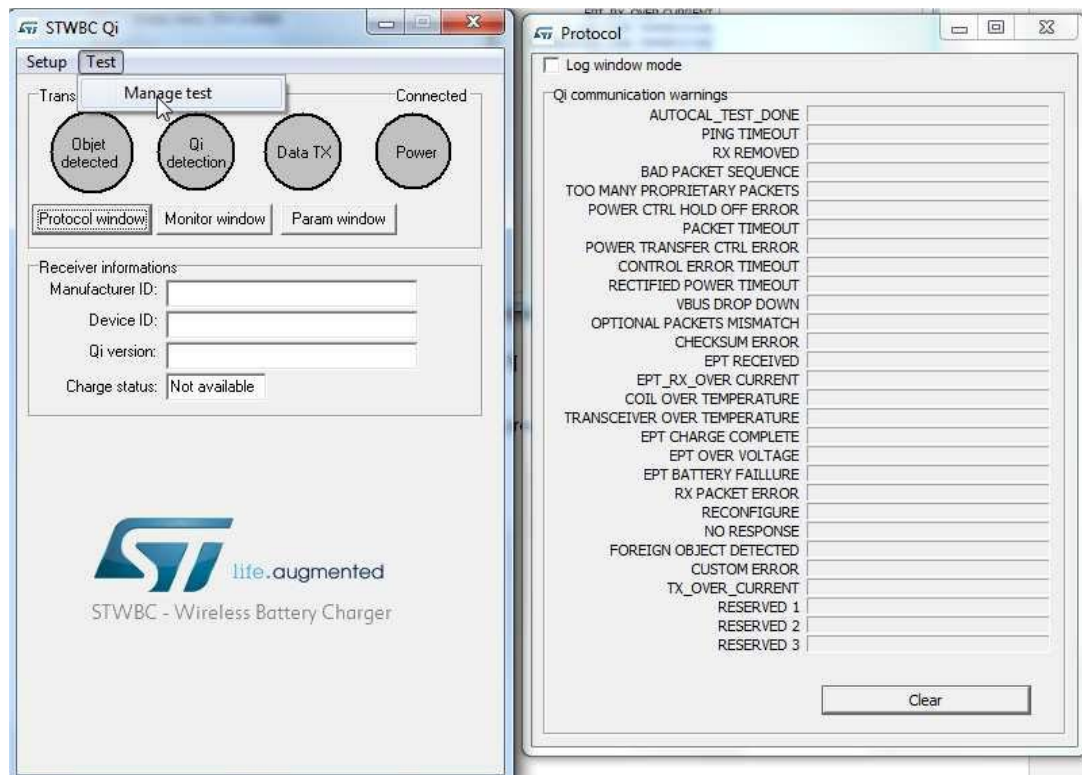 STWBC Qi
Setup Test
Manage test
Trans
Connected
Objet
detected
Qi
detection
Data TX
Power
Protocol window
Monitor window
Param window
Receiver informations
Manufacturer ID:
Device ID:
Qi version:
Charge status: Not available
ST
life.augmented
STWBC - Wireless Battery Charger
EPT_RX_OVER CURRENT
Protocol
Log window mode
Qi communication warnings
AUTOCAL_TEST_DONE
PING TIMEOUT
RX REMOVED
BAD PACKET SEQUENCE
TOO MANY PROPRIETARY PACKETS
POWER CTRL HOLD OFF ERROR
PACKET TIMEOUT
POWER TRANSFER CTRL ERROR
CONTROL ERROR TIMEOUT
RECTIFIED POWER TIMEOUT
VBUS DROP DOWN
OPTIONAL PACKETS MISMATCH
CHECKSUM ERROR
EPT RECEIVED
EPT_RX_OVER CURRENT
COIL OVER TEMPERATURE
TRANSCEIVER OVER TEMPERATURE
EPT CHARGE COMPLETE
EPT OVER VOLTAGE
EPT BATTERY FAILLURE
RX PACKET ERROR
RECONFIGURE
NO RESPONSE
FOREIGN OBJECT DETECTED
CUSTOM ERROR
TX_OVER_CURRENT
RESERVED 1
RESERVED 2
RESERVED 3
Clear